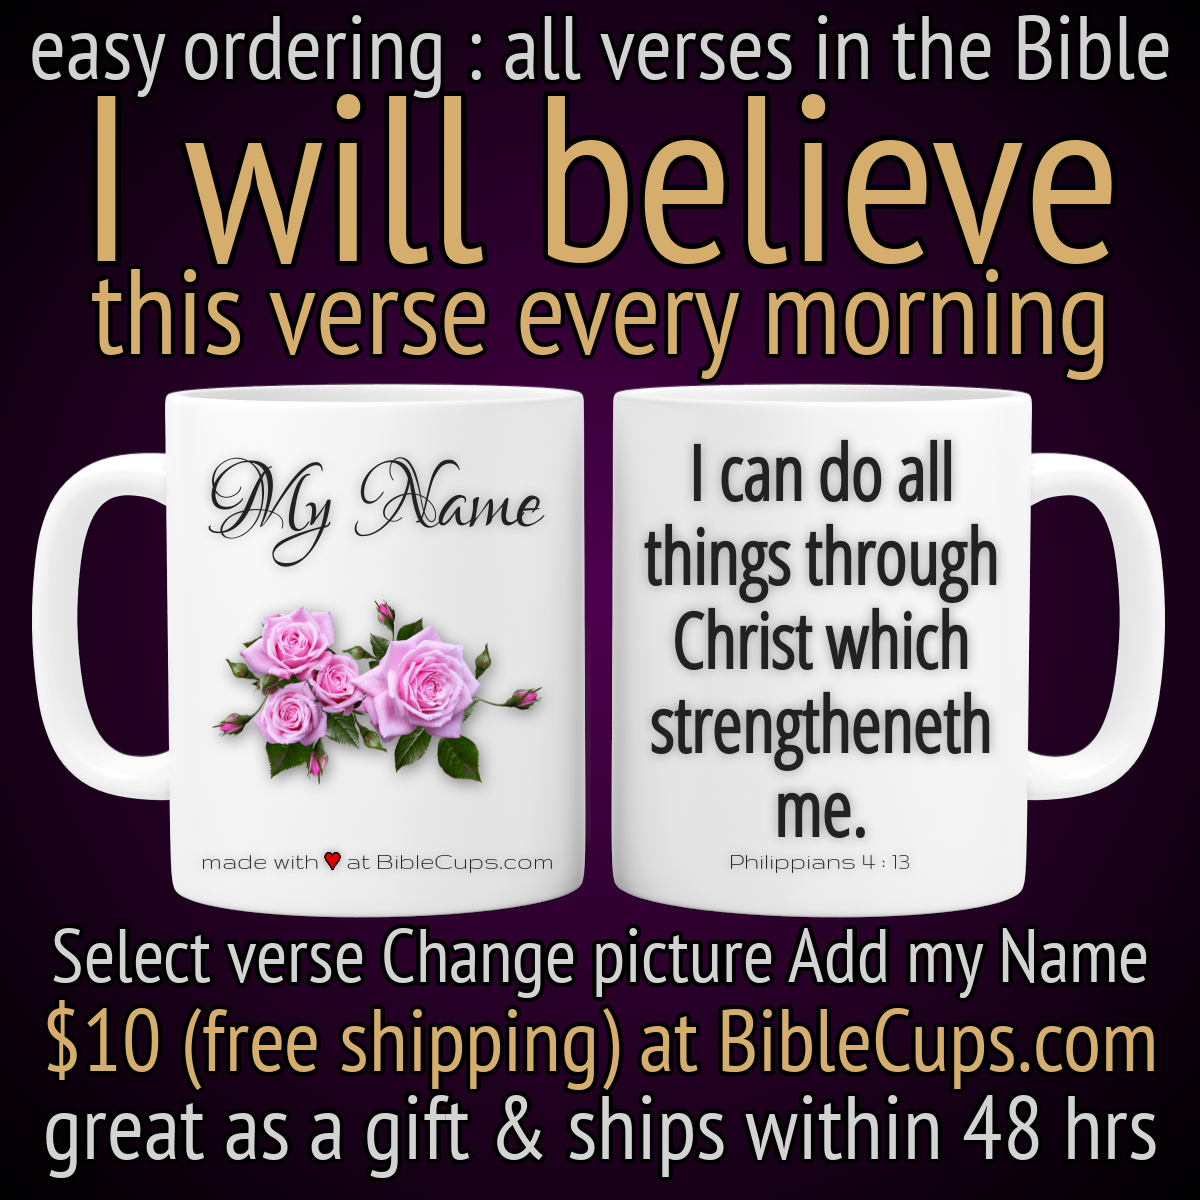 easy ordering : all verses in the Bible
I will believe
this verse every morning
My Name
made with ❤ at BibleCups.com
I can do all
things through
Christ which
strengtheneth
me.
Philippians 4 : 13
Select verse Change picture Add my Name
$10 (free shipping) at BibleCups.com
great as a gift & ships within 48 hrs